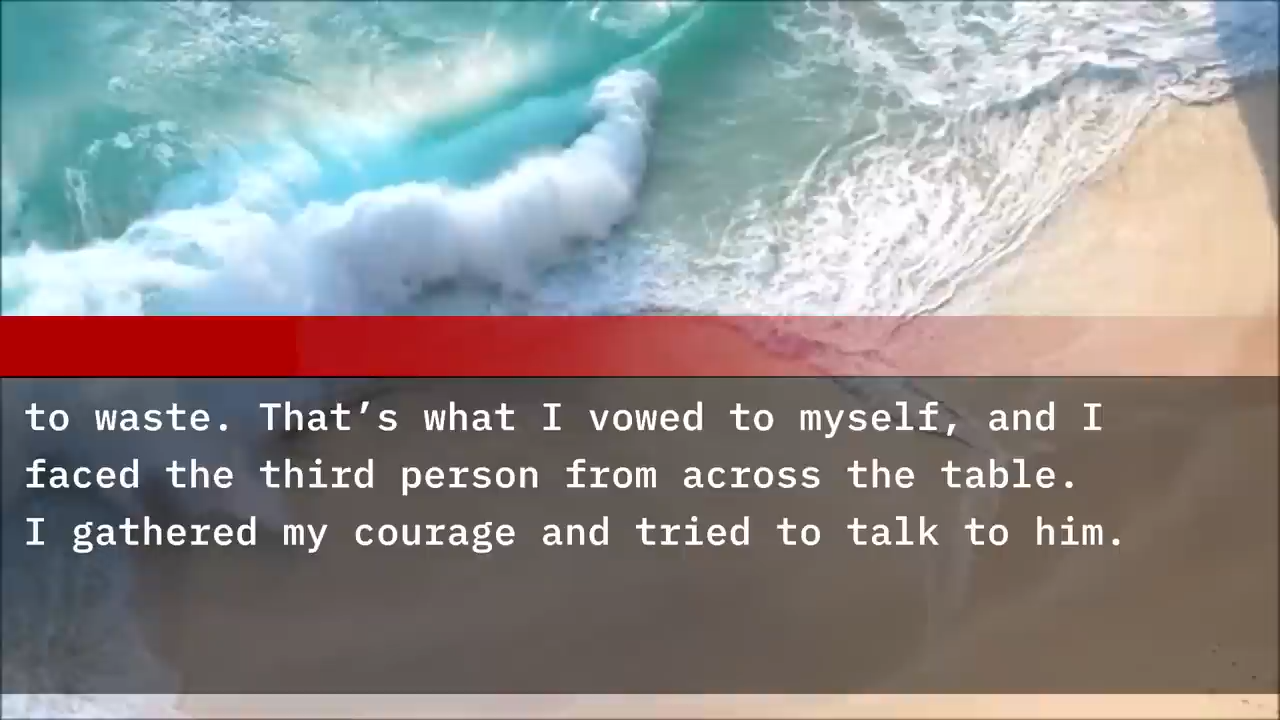 to waste. That’s what I vowed to myself, and I
faced the third person from across the table.
I gathered my courage and tried to talk to him.